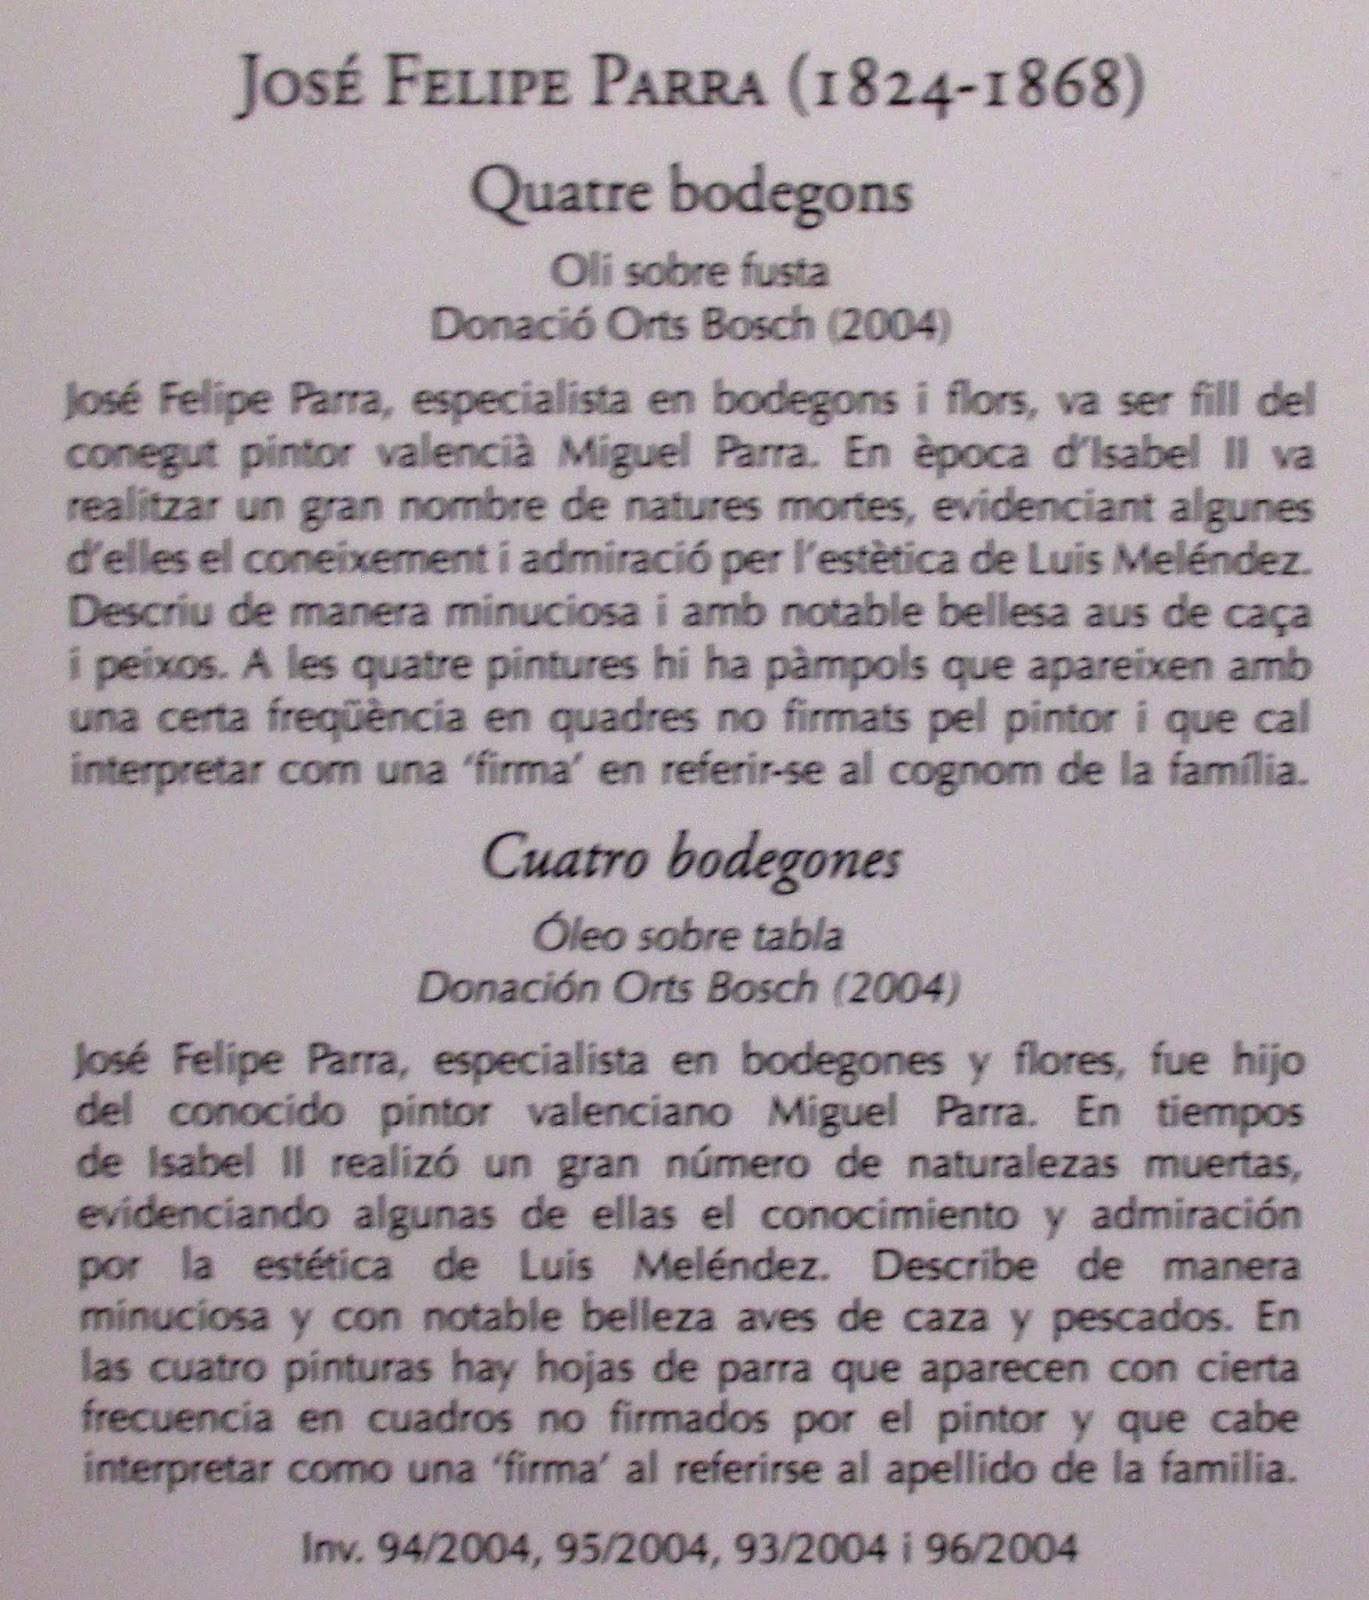 José Felipe Parra (1824-1868)
Quatre bodegons
Oli sobre fusta
Donació Orts Bosch (2004)
José Felipe Parra, especialista en bodegons i flors, va ser fill del
conegut pintor valencià Miguel Parra. En època d'Isabel II va
realitzar un gran nombre de natures mortes, evidenciant algunes
d'elles el coneixement i admiració per l'estètica de Luis Meléndez.
Descriu de manera minuciosa i amb notable bellesa aus de caça
i peixos. A les quatre pintures hi ha pàmpols que apareixen amb
una certa freqüència en quadres no firmats pel pintor i que cal
interpretar com una 'firma' en referir-se al cognom de la família.
Cuatro bodegones
Óleo sobre tabla
Donación Orts Bosch (2004)
José Felipe Parra, especialista en bodegones y flores, fue hijo
del conocido pintor valenciano Miguel Parra. En tiempos
de Isabel II realizó un gran número de naturalezas muertas,
evidenciando algunas de ellas el conocimiento y admiración
por la estética de Luis Meléndez. Describe de manera
minuciosa y con notable belleza aves de caza y pescados. En
las cuatro pinturas hay hojas de parra que aparecen con cierta
frecuencia en cuadros no firmados por el pintor y que cabe
interpretar como una 'firma' al referirse al apellido de la familia.
Inv. 94/2004, 95/2004, 93/2004 i 96/2004